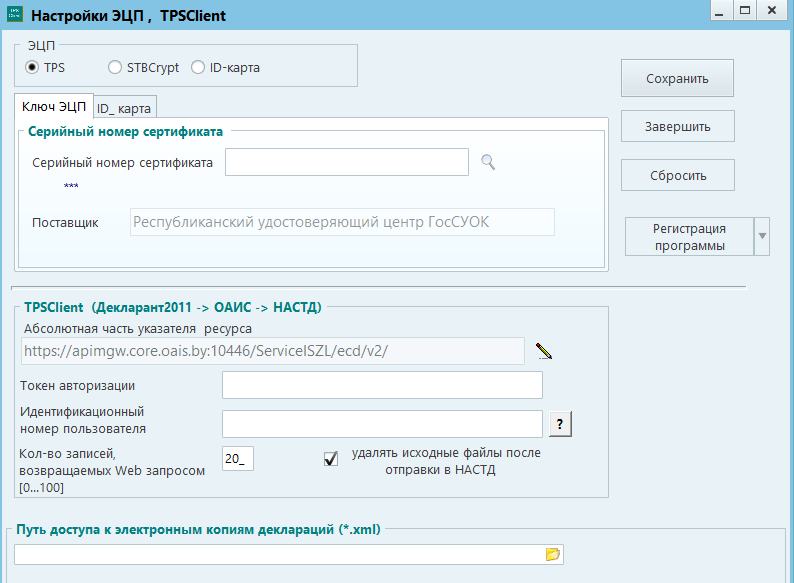 Настройки ЭЦП , TPSClient
ЭЦП
TPS
STBCrypt
ID-карта
Сохранить
Ключ ЭЦП
ID_ карта
Завершить
Серийный номер сертификата
Серийный номер сертификата
***
Сбросить
Поставщик
Республиканский удостоверяющий центр ГосСУОК
Регистрация
программы
TPSClient (Декларант2011 -> ОАИС -> НАСТД)
Абсолютная часть указателя ресурса
https://apimgw.core.oais.by:10446/ServiceISZL/ecd/v2/
Токен авторизации
Идентификационный
номер пользователя
?
Кол-во записей,
возвращаемых Web запросом
[0...100]
20_
удалять исходные файлы после
отправки в НАСТД
Путь доступа к электронным копиям деклараций (*.xml)